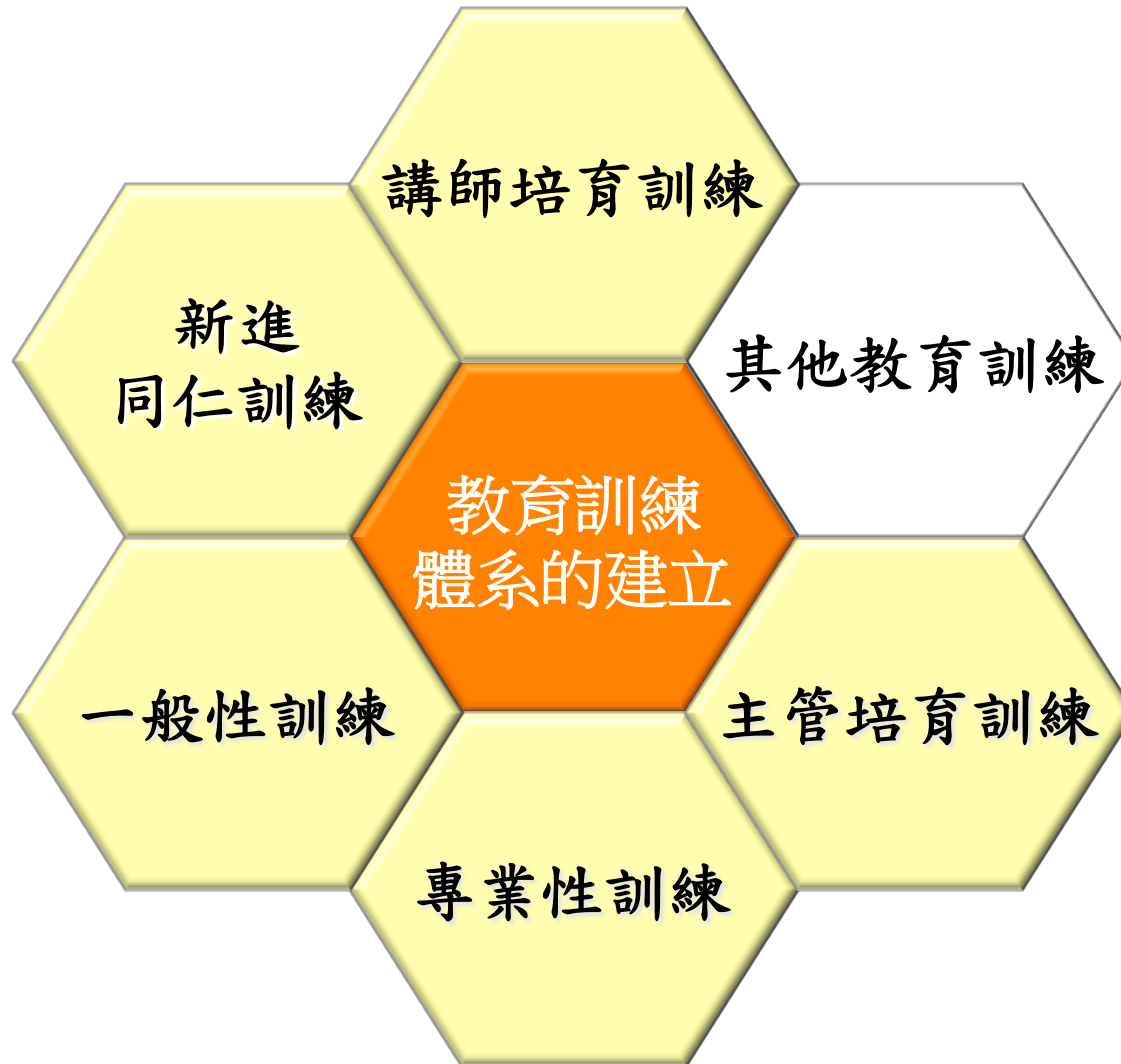 講師培育訓練
新進
同仁訓練
其他教育訓練
教育訓練
體系的建立
一般性訓練
主管培育訓練
專業性訓練